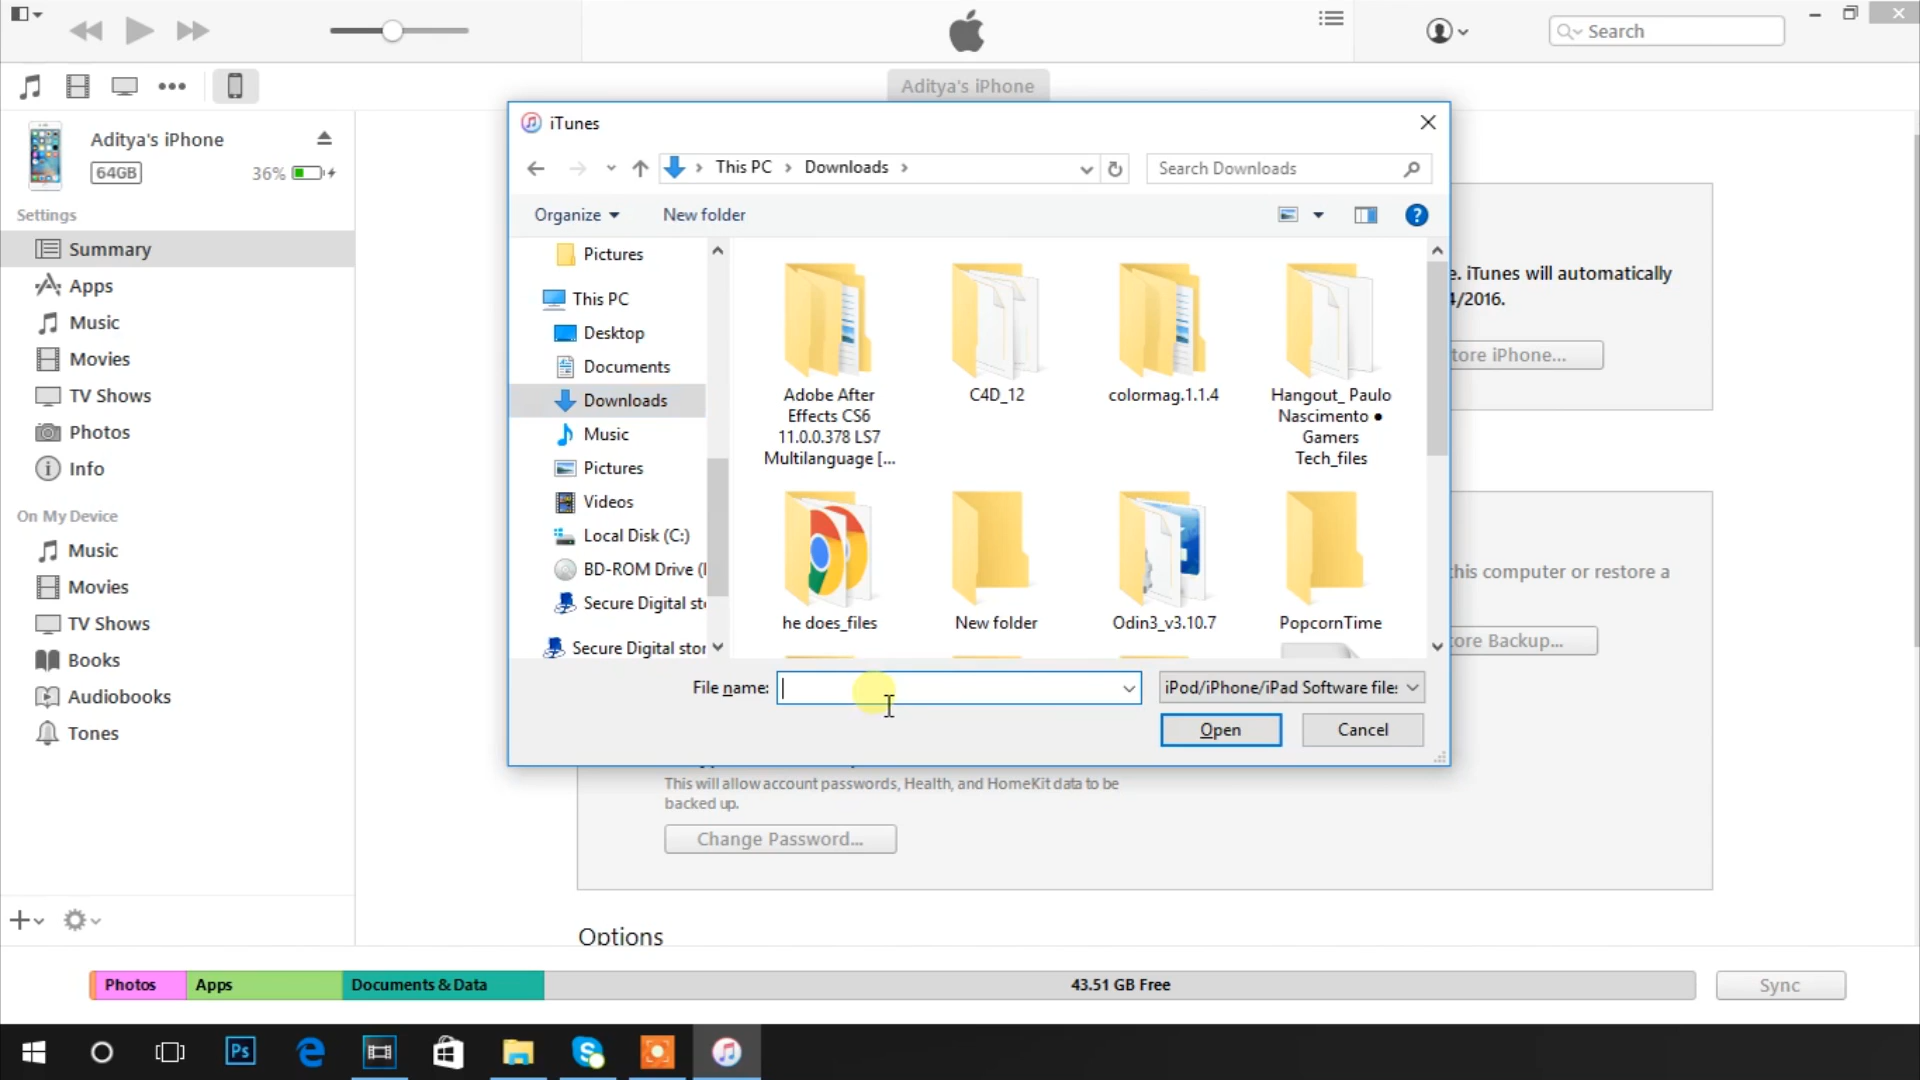 Search
Aditya's iPhone
Aditya's iPhone
64GB
36%
Settings
Summary
Apps
Music
Movies
TV Shows
Photos
Info
On My Device
Music
Movies
TV Shows
Books
Audiobooks
Tones
iTunes
This PC
Downloads
Search Downloads
Organize
New folder
?
Pictures
This PC
Desktop
Documents
Downloads
Music
Pictures
Videos
Local Disk (C:)
BD-ROM Drive (
Secure Digital sto
Secure Digital stor
Adobe After
Effects CS6
11.0.0.378 LS7
Multilanguage [...
C4D_12
colormag.1.1.4
Hangout_ Paulo
Nascimento ●
Gamers
Tech_files
he does_files
New folder
Odin3_v3.10.7
PopcornTime
File name:
iPod/iPhone/iPad Software files
Open
Cancel
e. iTunes will automatically
4/2016.
tore iPhone...
this computer or restore a
ore Backup...
This will allow account passwords, Health, and HomeKit data to be
backed up.
Change Password...
Options
Photos
Apps
Documents & Data
43.51 GB Free
Sync
Ps